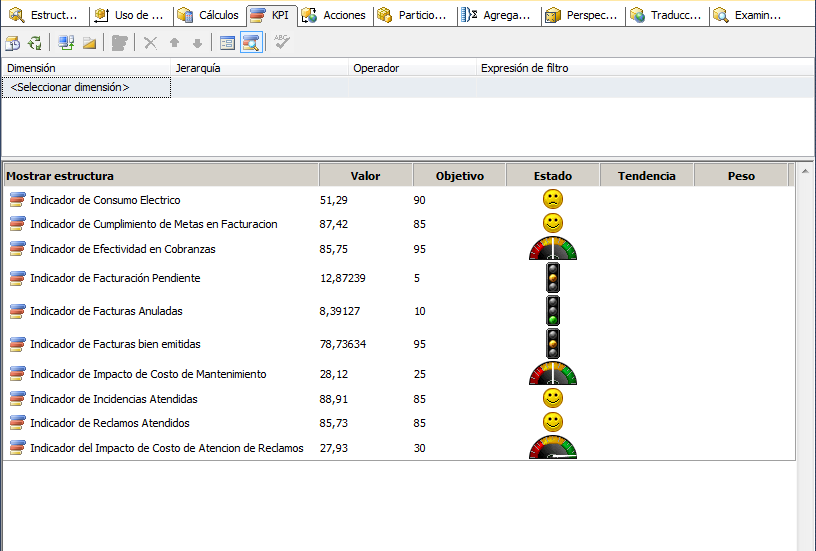 Estruct... Uso de ... Cálculos KPI Acciones Particio... Agrega... Perspec... Traducc... Examin...
ABC
Dimensión Jerarquía Operador Expresión de filtro
<Seleccionar dimensión>
Mostrar estructura Valor Objetivo Estado Tendencia Peso
Indicador de Consumo Electrico 51,29 90
Indicador de Cumplimiento de Metas en Facturacion 87,42 85
Indicador de Efectividad en Cobranzas 85,75 95
Indicador de Facturación Pendiente 12,87239 5
Indicador de Facturas Anuladas 8,39127 10
Indicador de Facturas bien emitidas 78,73634 95
Indicador de Impacto de Costo de Mantenimiento 28,12 25
Indicador de Incidencias Atendidas 88,91 85
Indicador de Reclamos Atendidos 85,73 85
Indicador del Impacto de Costo de Atencion de Reclamos 27,93 30